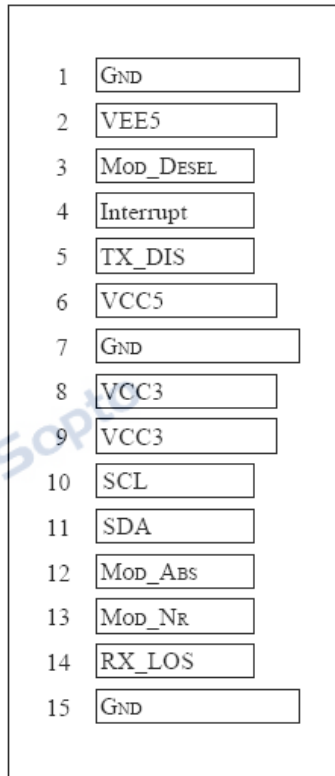 1 GND
2 VEE5
3 MOD_DESEL
4 Interrupt
5 TX_DIS
6 VCC5
7 GND
8 VCC3
9 VCC3
10 SCL
11 SDA
12 MOD_ABS
13 MOD_NR
14 RX_LOS
15 GND
Sopto